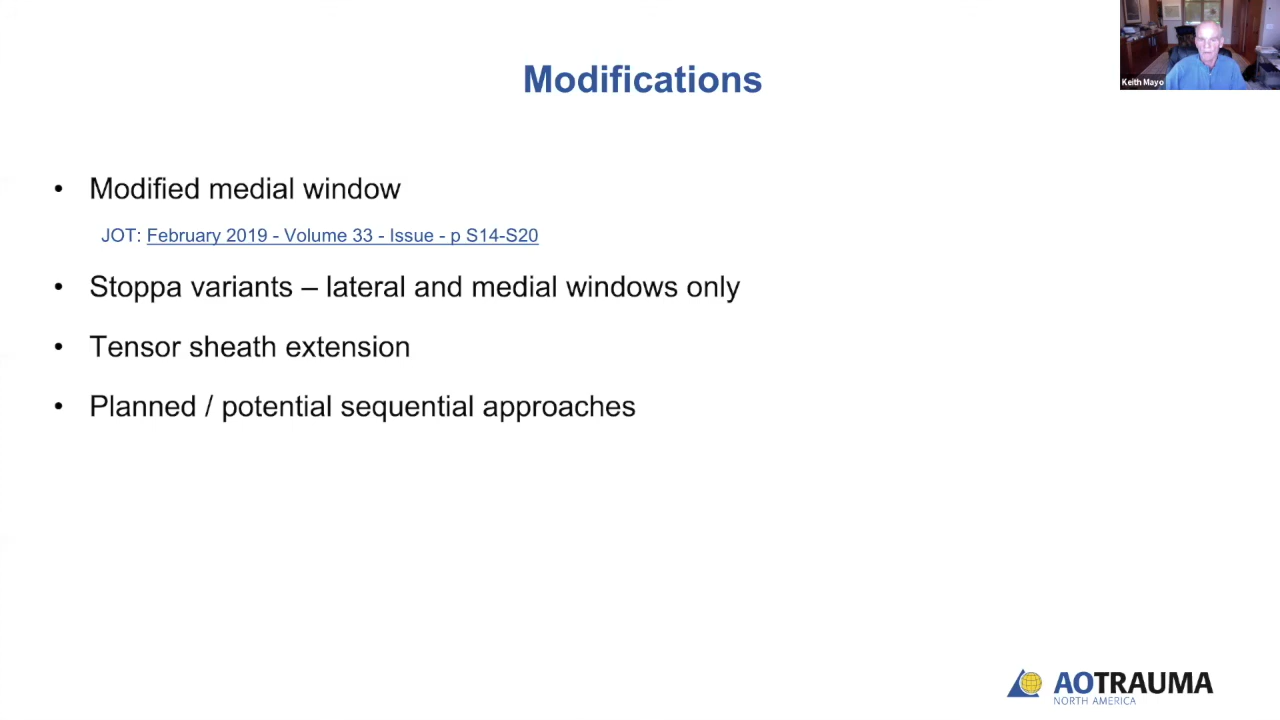 Modifications
Keith Mayo
• Modified medial window
JOT: February 2019 - Volume 33 - Issue - p S14-S20
• Stoppa variants – lateral and medial windows only
• Tensor sheath extension
• Planned / potential sequential approaches
AOTRAUMA
NORTH AMERICA